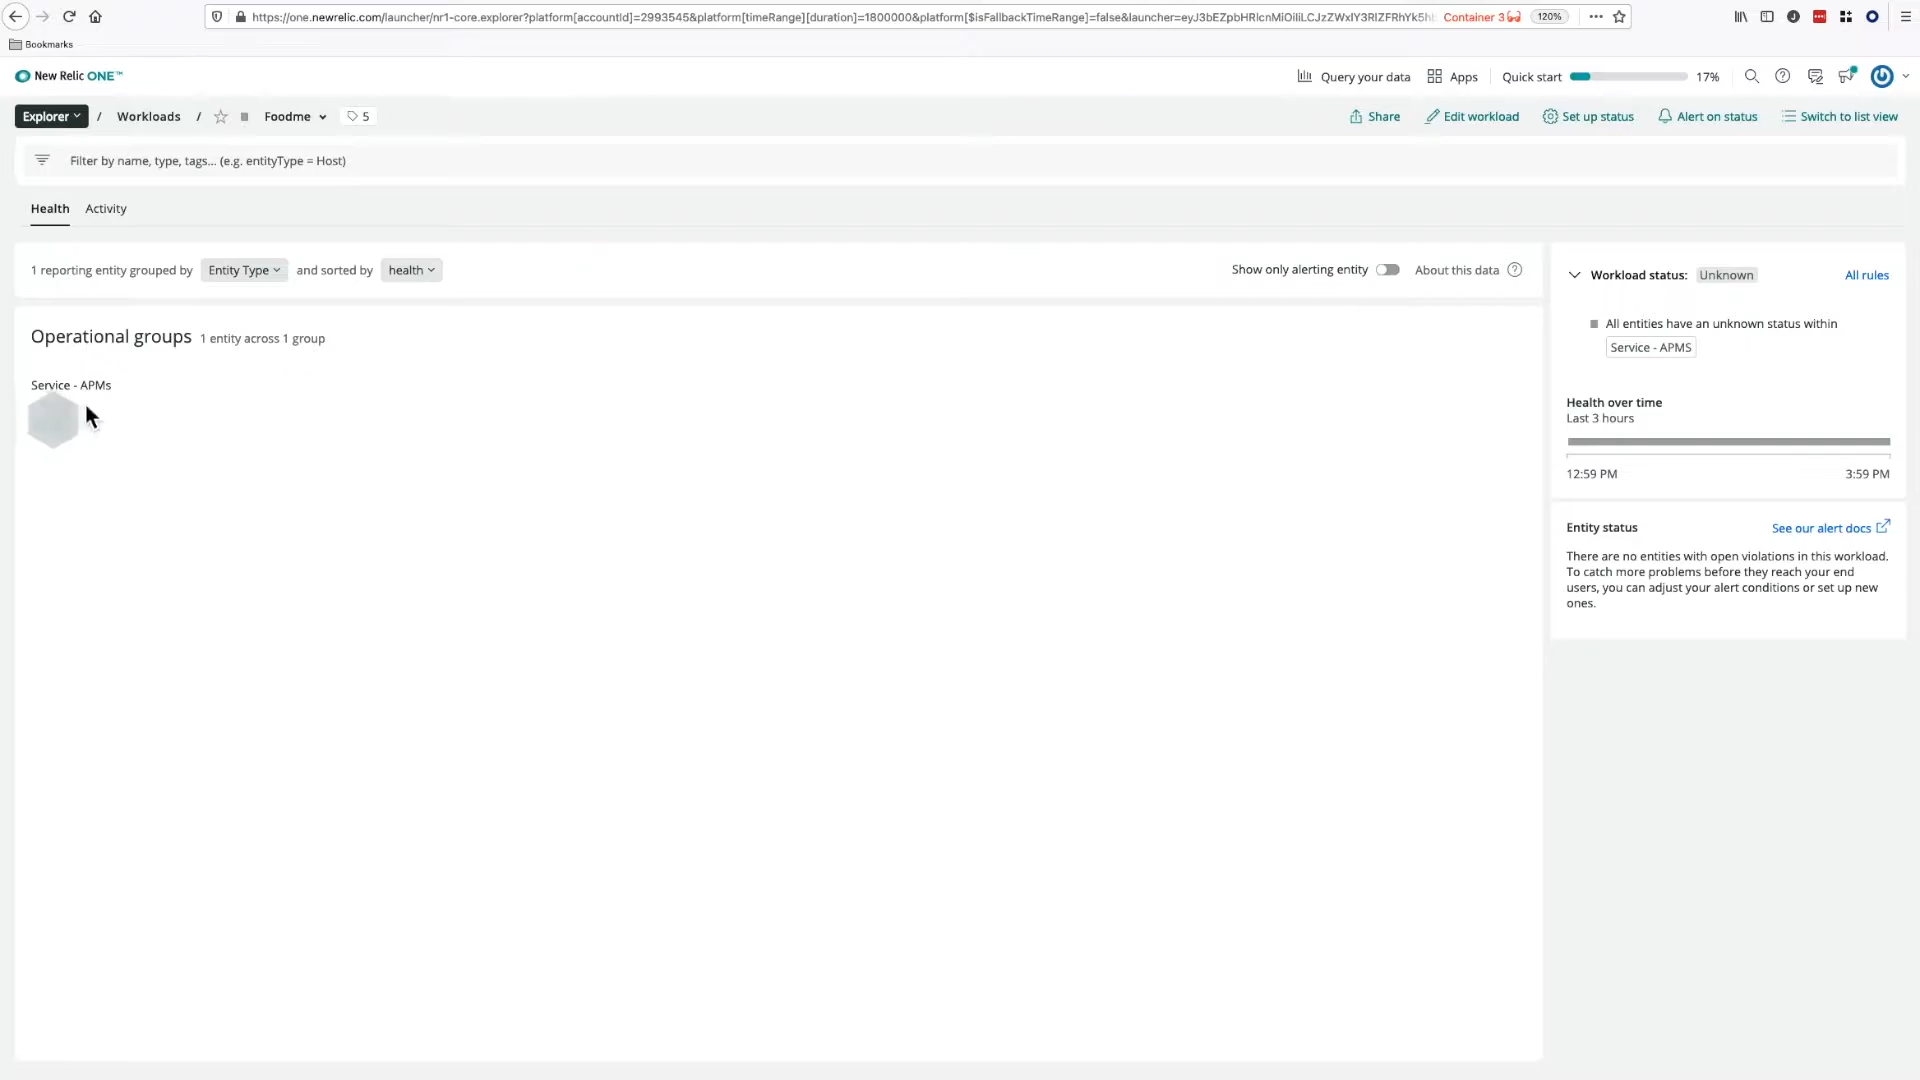 https://one.newrelic.com/launcher/nr1-core.explorer?platform[accountId]=2993545&platform[timeRange][duration]=1800000&platform[$isFallbackTimeRange]=false&launcher= Container 3 120%
Bookmarks
New Relic ONE™ Query your data Apps Quick start 17%
Explorer / Workloads / Foodme 5 Share Edit workload Set up status Alert on status Switch to list view
Filter by name, type, tags... (e.g. entityType = Host)
Health Activity
1 reporting entity grouped by Entity Type and sorted by health Show only alerting entity About this data
Operational groups 1 entity across 1 group
Service - APMs
Workload status: Unknown All rules
All entities have an unknown status within
Service - APMS
Health over time
Last 3 hours
12:59 PM 3:59 PM
Entity status See our alert docs
There are no entities with open violations in this workload.
To catch more problems before they reach your end
users, you can adjust your alert conditions or set up new
ones.